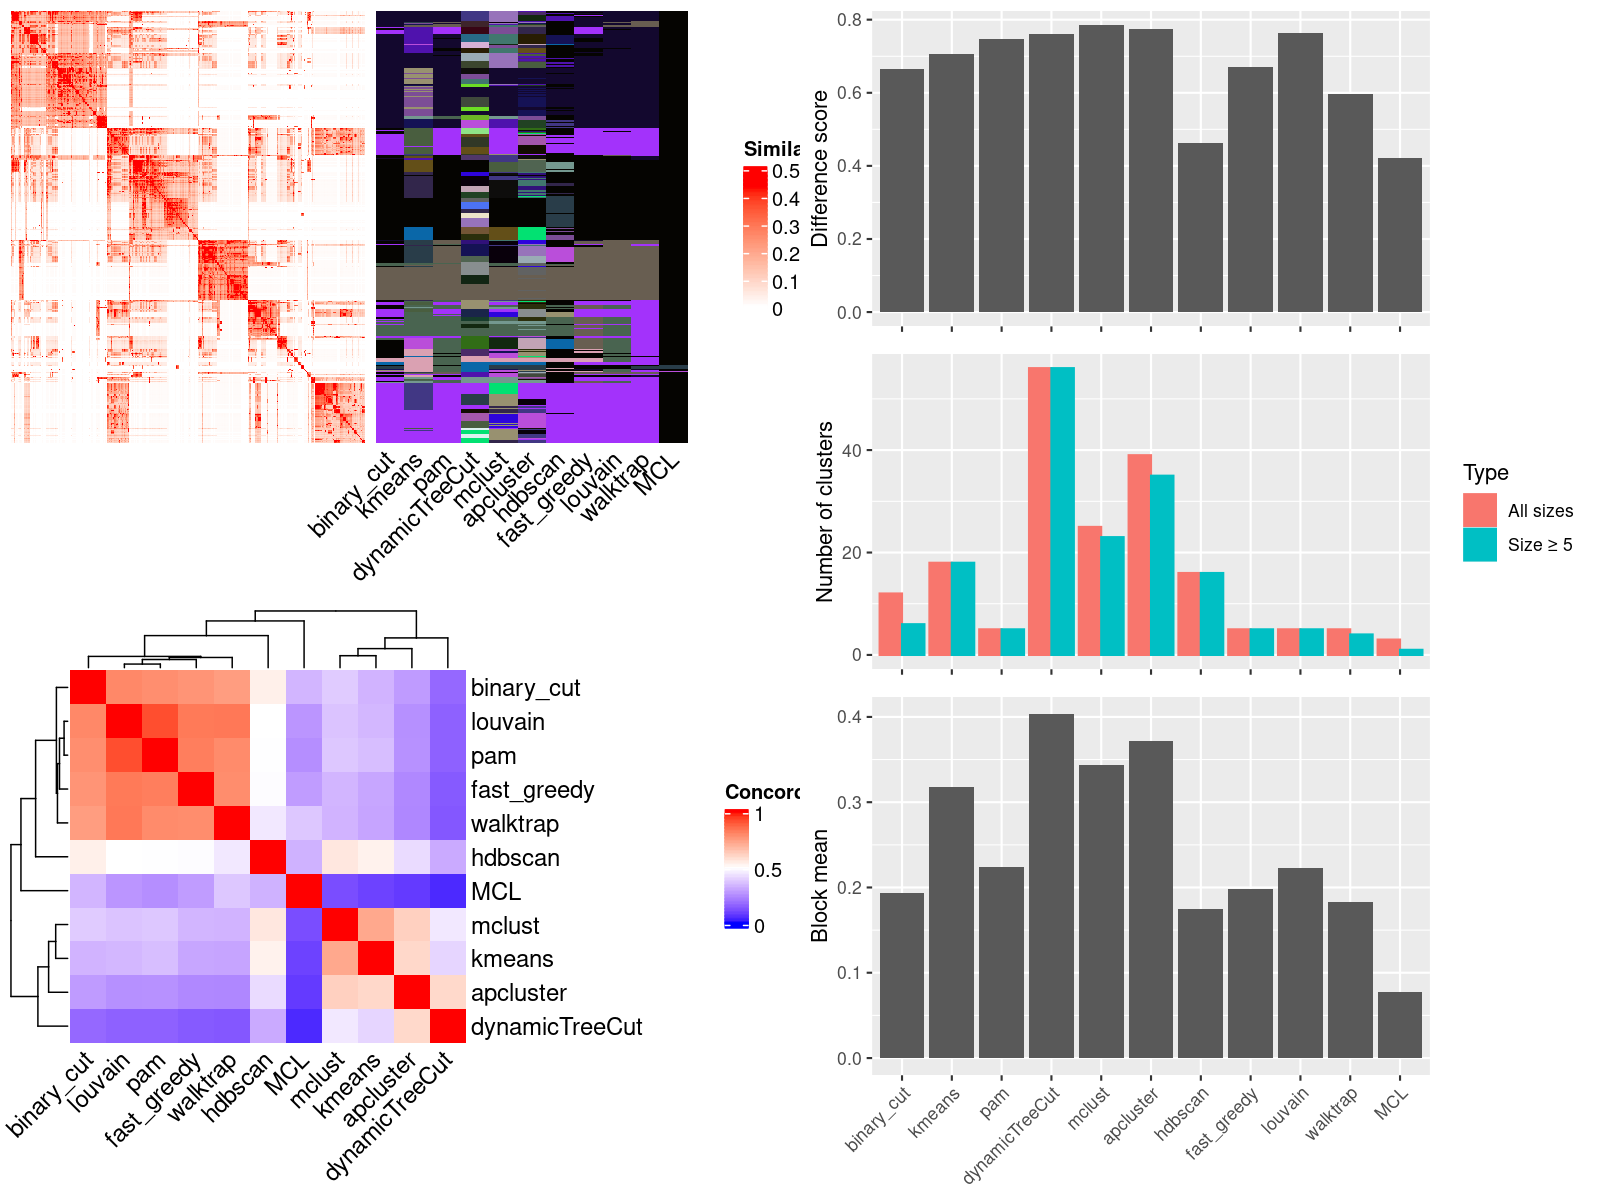 Simila
0.5
0.4
0.3
0.2
0.1
0
binary_cut
kmeans
pam
dynamicTreeCut
mclust
apcluster
hdbscan
fast_greedy
louvain
walktrap
MCL
Difference score
0.8
0.6
0.4
0.2
0.0
Number of clusters
40
20
0
Type
All sizes
Size ≥ 5
binary_cut
louvain
pam
fast_greedy
walktrap
hdbscan
MCL
mclust
kmeans
apcluster
dynamicTreeCut
binary_cut
louvain
pam
fast_greedy
walktrap
hdbscan
MCL
mclust
kmeans
apcluster
dynamicTreeCut
Concord
1
0.5
0
Block mean
0.4
0.3
0.2
0.1
0.0
binary_cut
kmeans
pam
dynamicTreeCut
mclust
apcluster
hdbscan
fast_greedy
louvain
walktrap
MCL